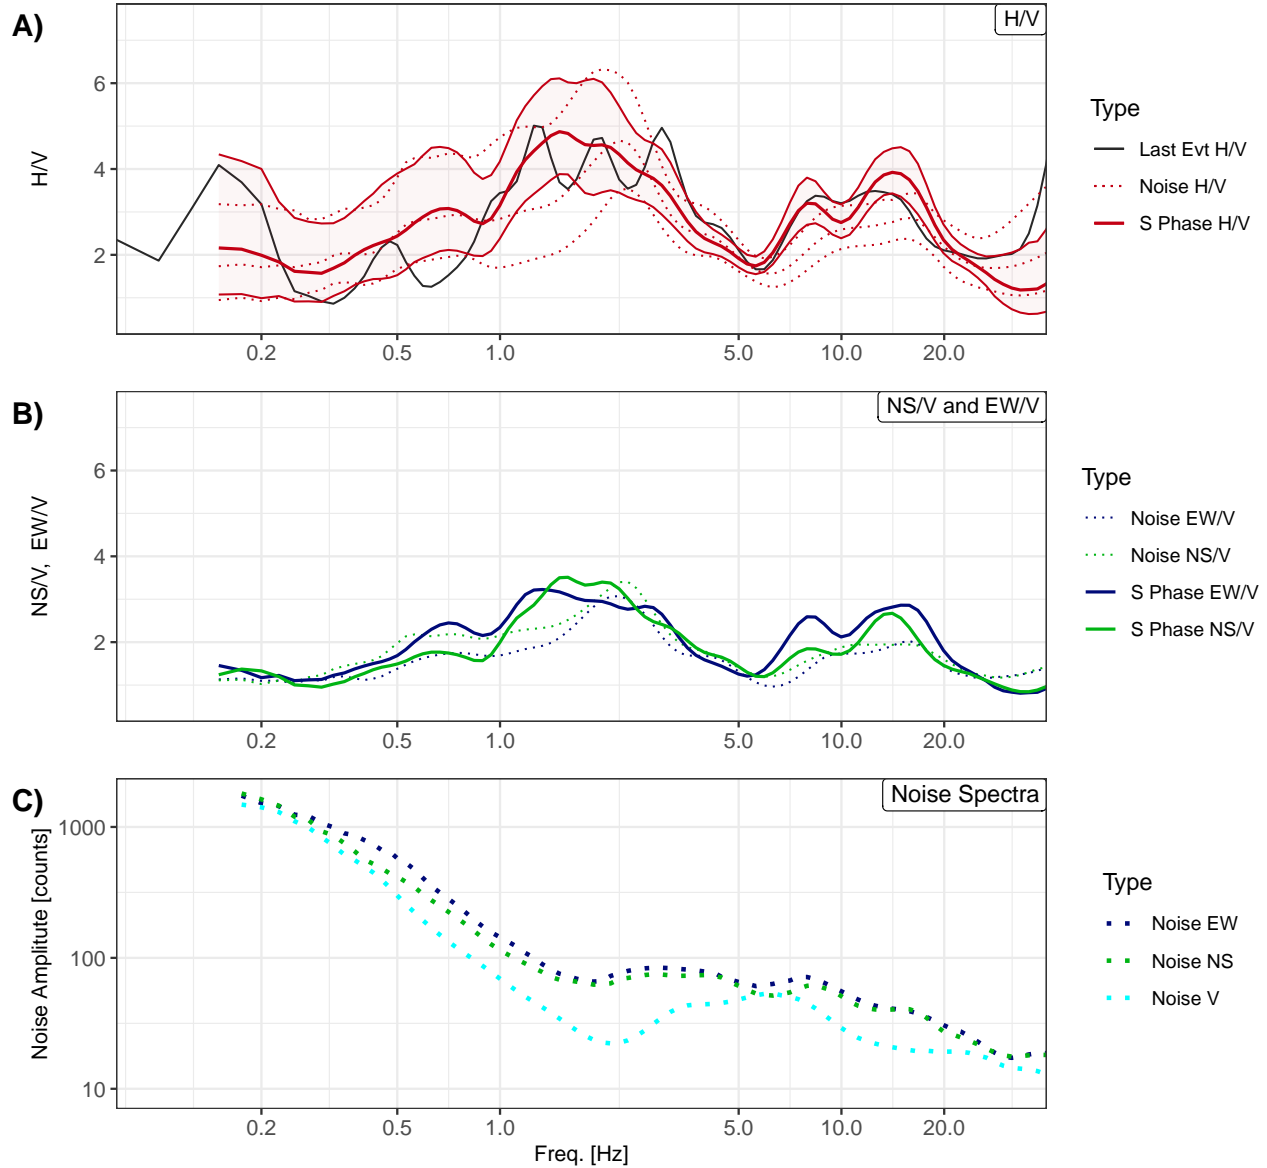 A)
H/V
H/V
6
4
2
0.2 0.5 1.0 5.0 10.0 20.0
Type
Last Evt H/V
Noise H/V
S Phase H/V
B)
NS/V and EW/V
NS/V, EW/V
6
4
2
0.2 0.5 1.0 5.0 10.0 20.0
Type
Noise EW/V
Noise NS/V
S Phase EW/V
S Phase NS/V
C)
Noise Spectra
Noise Amplitute [counts]
1000
100
10
0.2 0.5 1.0 5.0 10.0 20.0
Freq. [Hz]
Type
Noise EW
Noise NS
Noise V